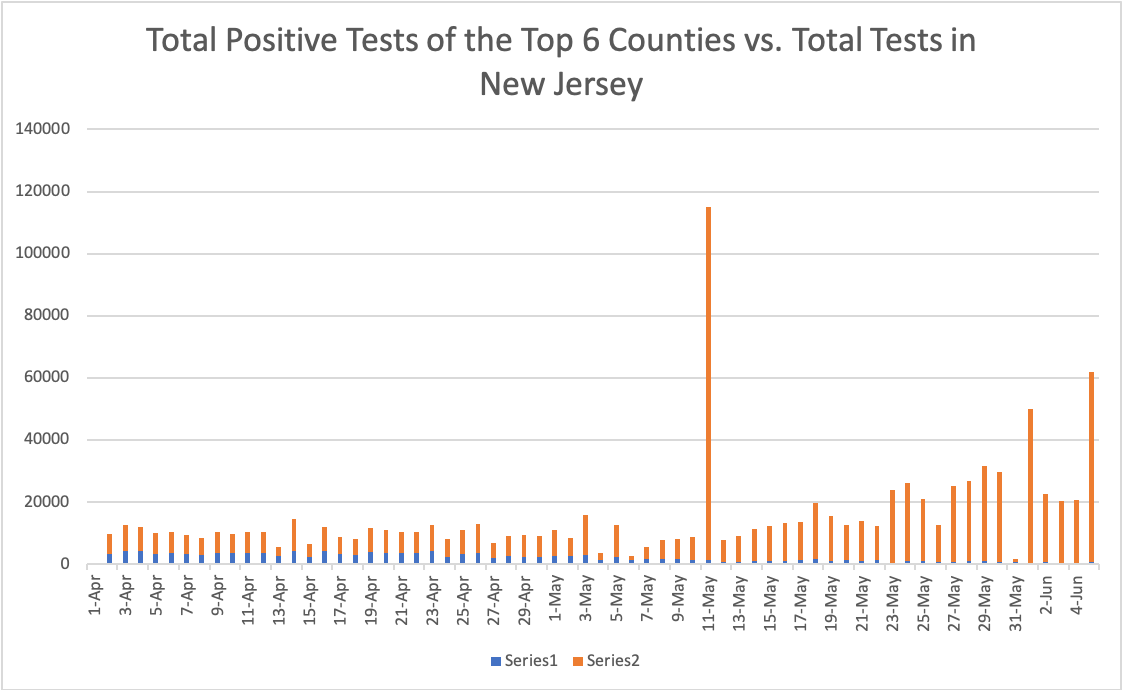 Total Positive Tests of the Top 6 Counties vs. Total Tests in
New Jersey
140000
120000
100000
80000
60000
40000
20000
0
1-Apr
3-Apr
5-Apr
7-Apr
9-Apr
11-Apr
13-Apr
15-Apr
17-Apr
19-Apr
21-Apr
23-Apr
25-Apr
27-Apr
29-Apr
1-May
3-May
5-May
7-May
9-May
11-May
13-May
15-May
17-May
19-May
21-May
23-May
25-May
27-May
29-May
31-May
2-Jun
4-Jun
Series1 Series2